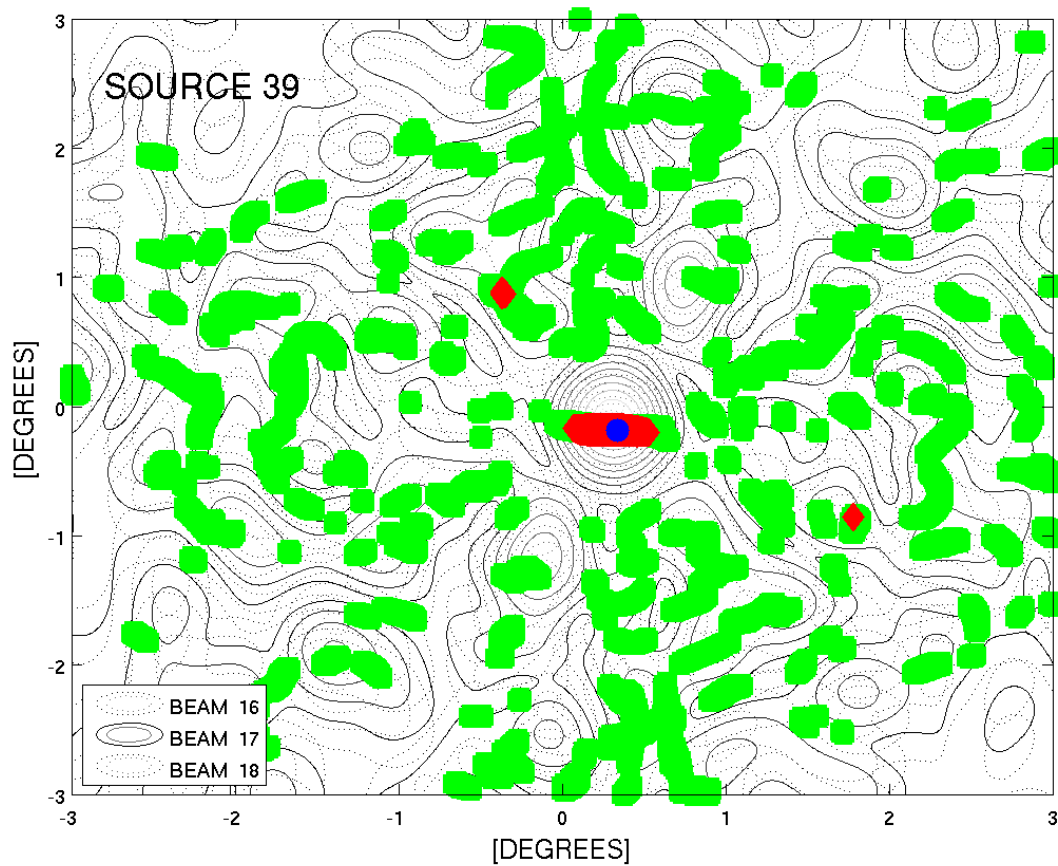 SOURCE 39
3
2
1
0
-1
-2
-3
[DEGREES]
BEAM 16
BEAM 17
BEAM 18
-3 -2 -1 0 1 2 3
[DEGREES]